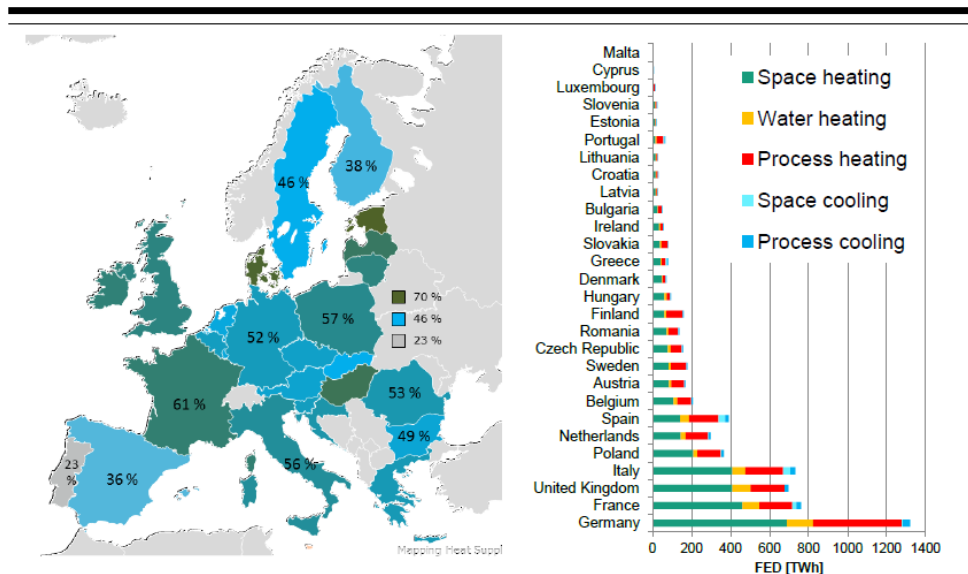 46 %
38 %
70 %
46 %
23 %
52 %
57 %
53 %
61 %
49 %
56 %
23
%
36 %
Mapping Heat Suppl
Malta
Cyprus
Luxembourg
Slovenia
Estonia
Portugal
Lithuania
Croatia
Latvia
Bulgaria
Ireland
Slovakia
Greece
Denmark
Hungary
Finland
Romania
Czech Republic
Sweden
Austria
Belgium
Spain
Netherlands
Poland
Italy
United Kingdom
France
Germany
Space heating
Water heating
Process heating
Space cooling
Process cooling
0 200 400 600 800 1000 1200 1400
FED [TWh]